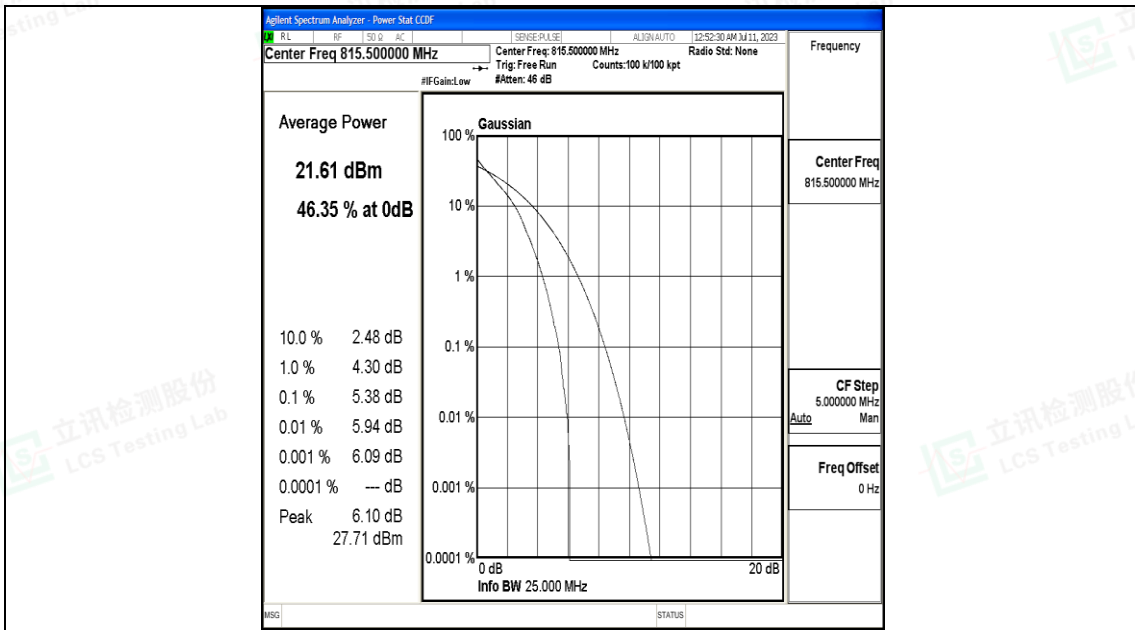 Agilent Spectrum Analyzer - Power Stat CCDF
LXI RL RF 50 Ω AC SENSE:PULSE ALIGN AUTO 12:52:30 AM Jul 11, 2023
Center Freq 815.500000 MHz
Center Freq: 815.500000 MHz Radio Std: None
Trig: Free Run Counts:100 k/100 kpt
#IFGain:Low #Atten: 46 dB
Frequency
Average Power
21.61 dBm
46.35 % at 0dB
10.0 % 2.48 dB
1.0 % 4.30 dB
0.1 % 5.38 dB
0.01 % 5.94 dB
0.001 % 6.09 dB
0.0001 % --- dB
Peak 6.10 dB
27.71 dBm
Gaussian
100 %
10 %
1 %
0.1 %
0.01 %
0.001 %
0.0001 %
0 dB 20 dB
Info BW 25.000 MHz
Center Freq
815.500000 MHz
CF Step
5.000000 MHz
Auto Man
Freq Offset
0 Hz
MSG STATUS
立讯检测股份
LCS Testing Lab
立讯检测股份
LCS Testing L